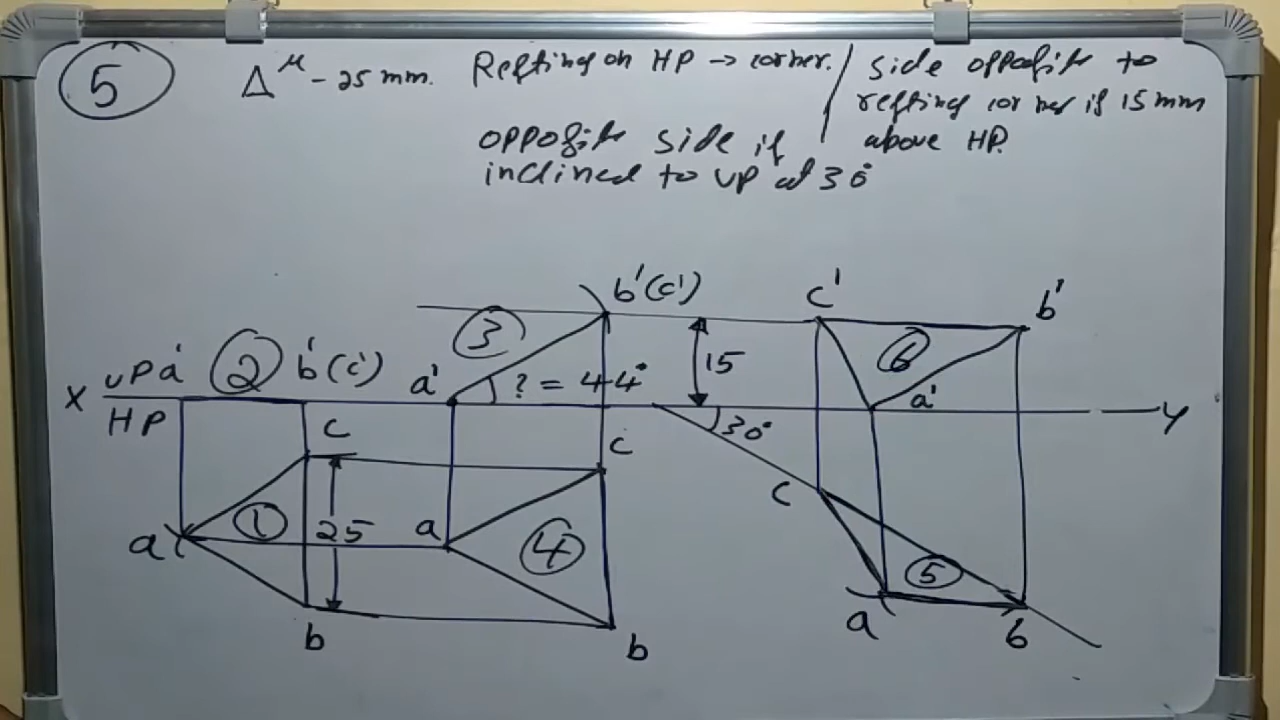 5
Δ - 25 mm. Resting on HP → corner. / side opposite to
resting corner is 15 mm
above HP.
opposite side is
inclined to VP at 30°
b'(c')
c'
b'
3
6
15
X VP a' 2 b'(c') a' ? = 44° a' Y
HP
30°
c
c
c
a 1 25 a 4
5
b b a b